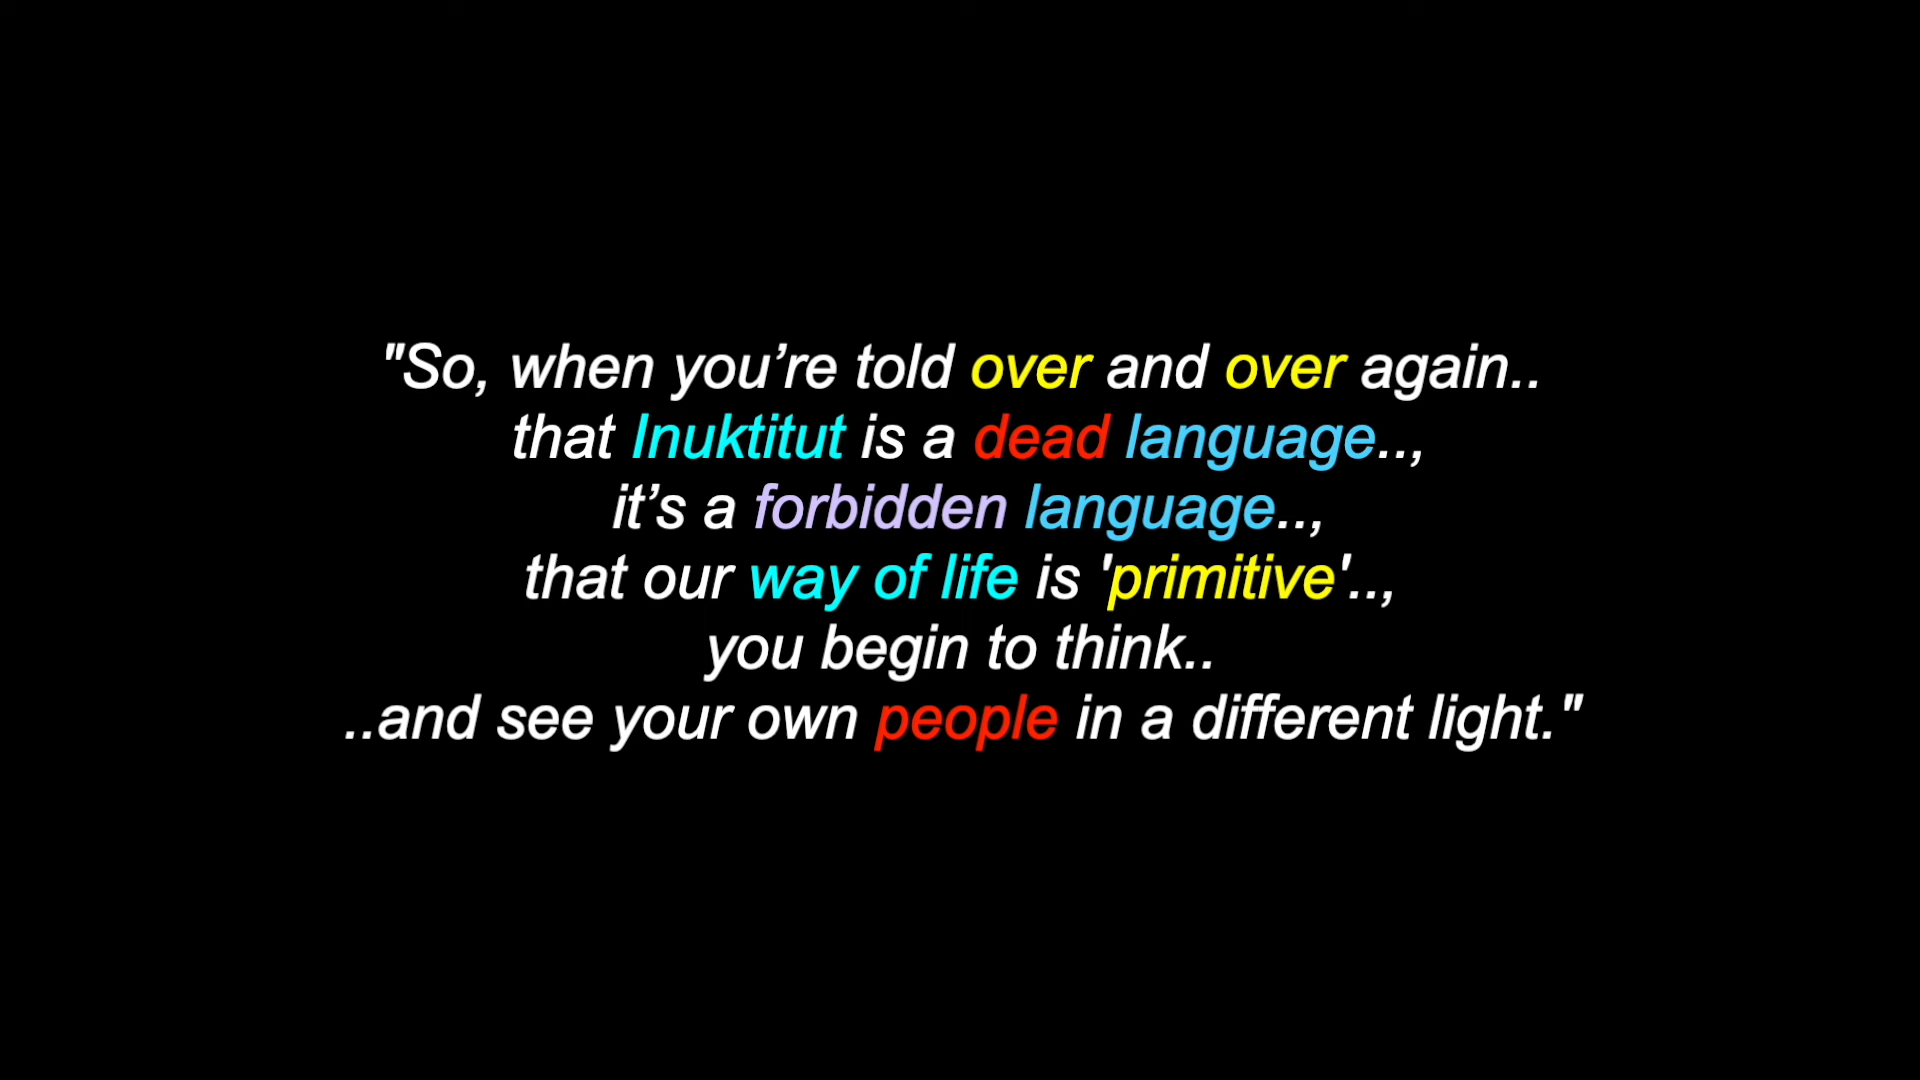 "So, when you’re told over and over again..
that Inuktitut is a dead language..,
it’s a forbidden language..,
that our way of life is 'primitive'..,
you begin to think..
..and see your own people in a different light."